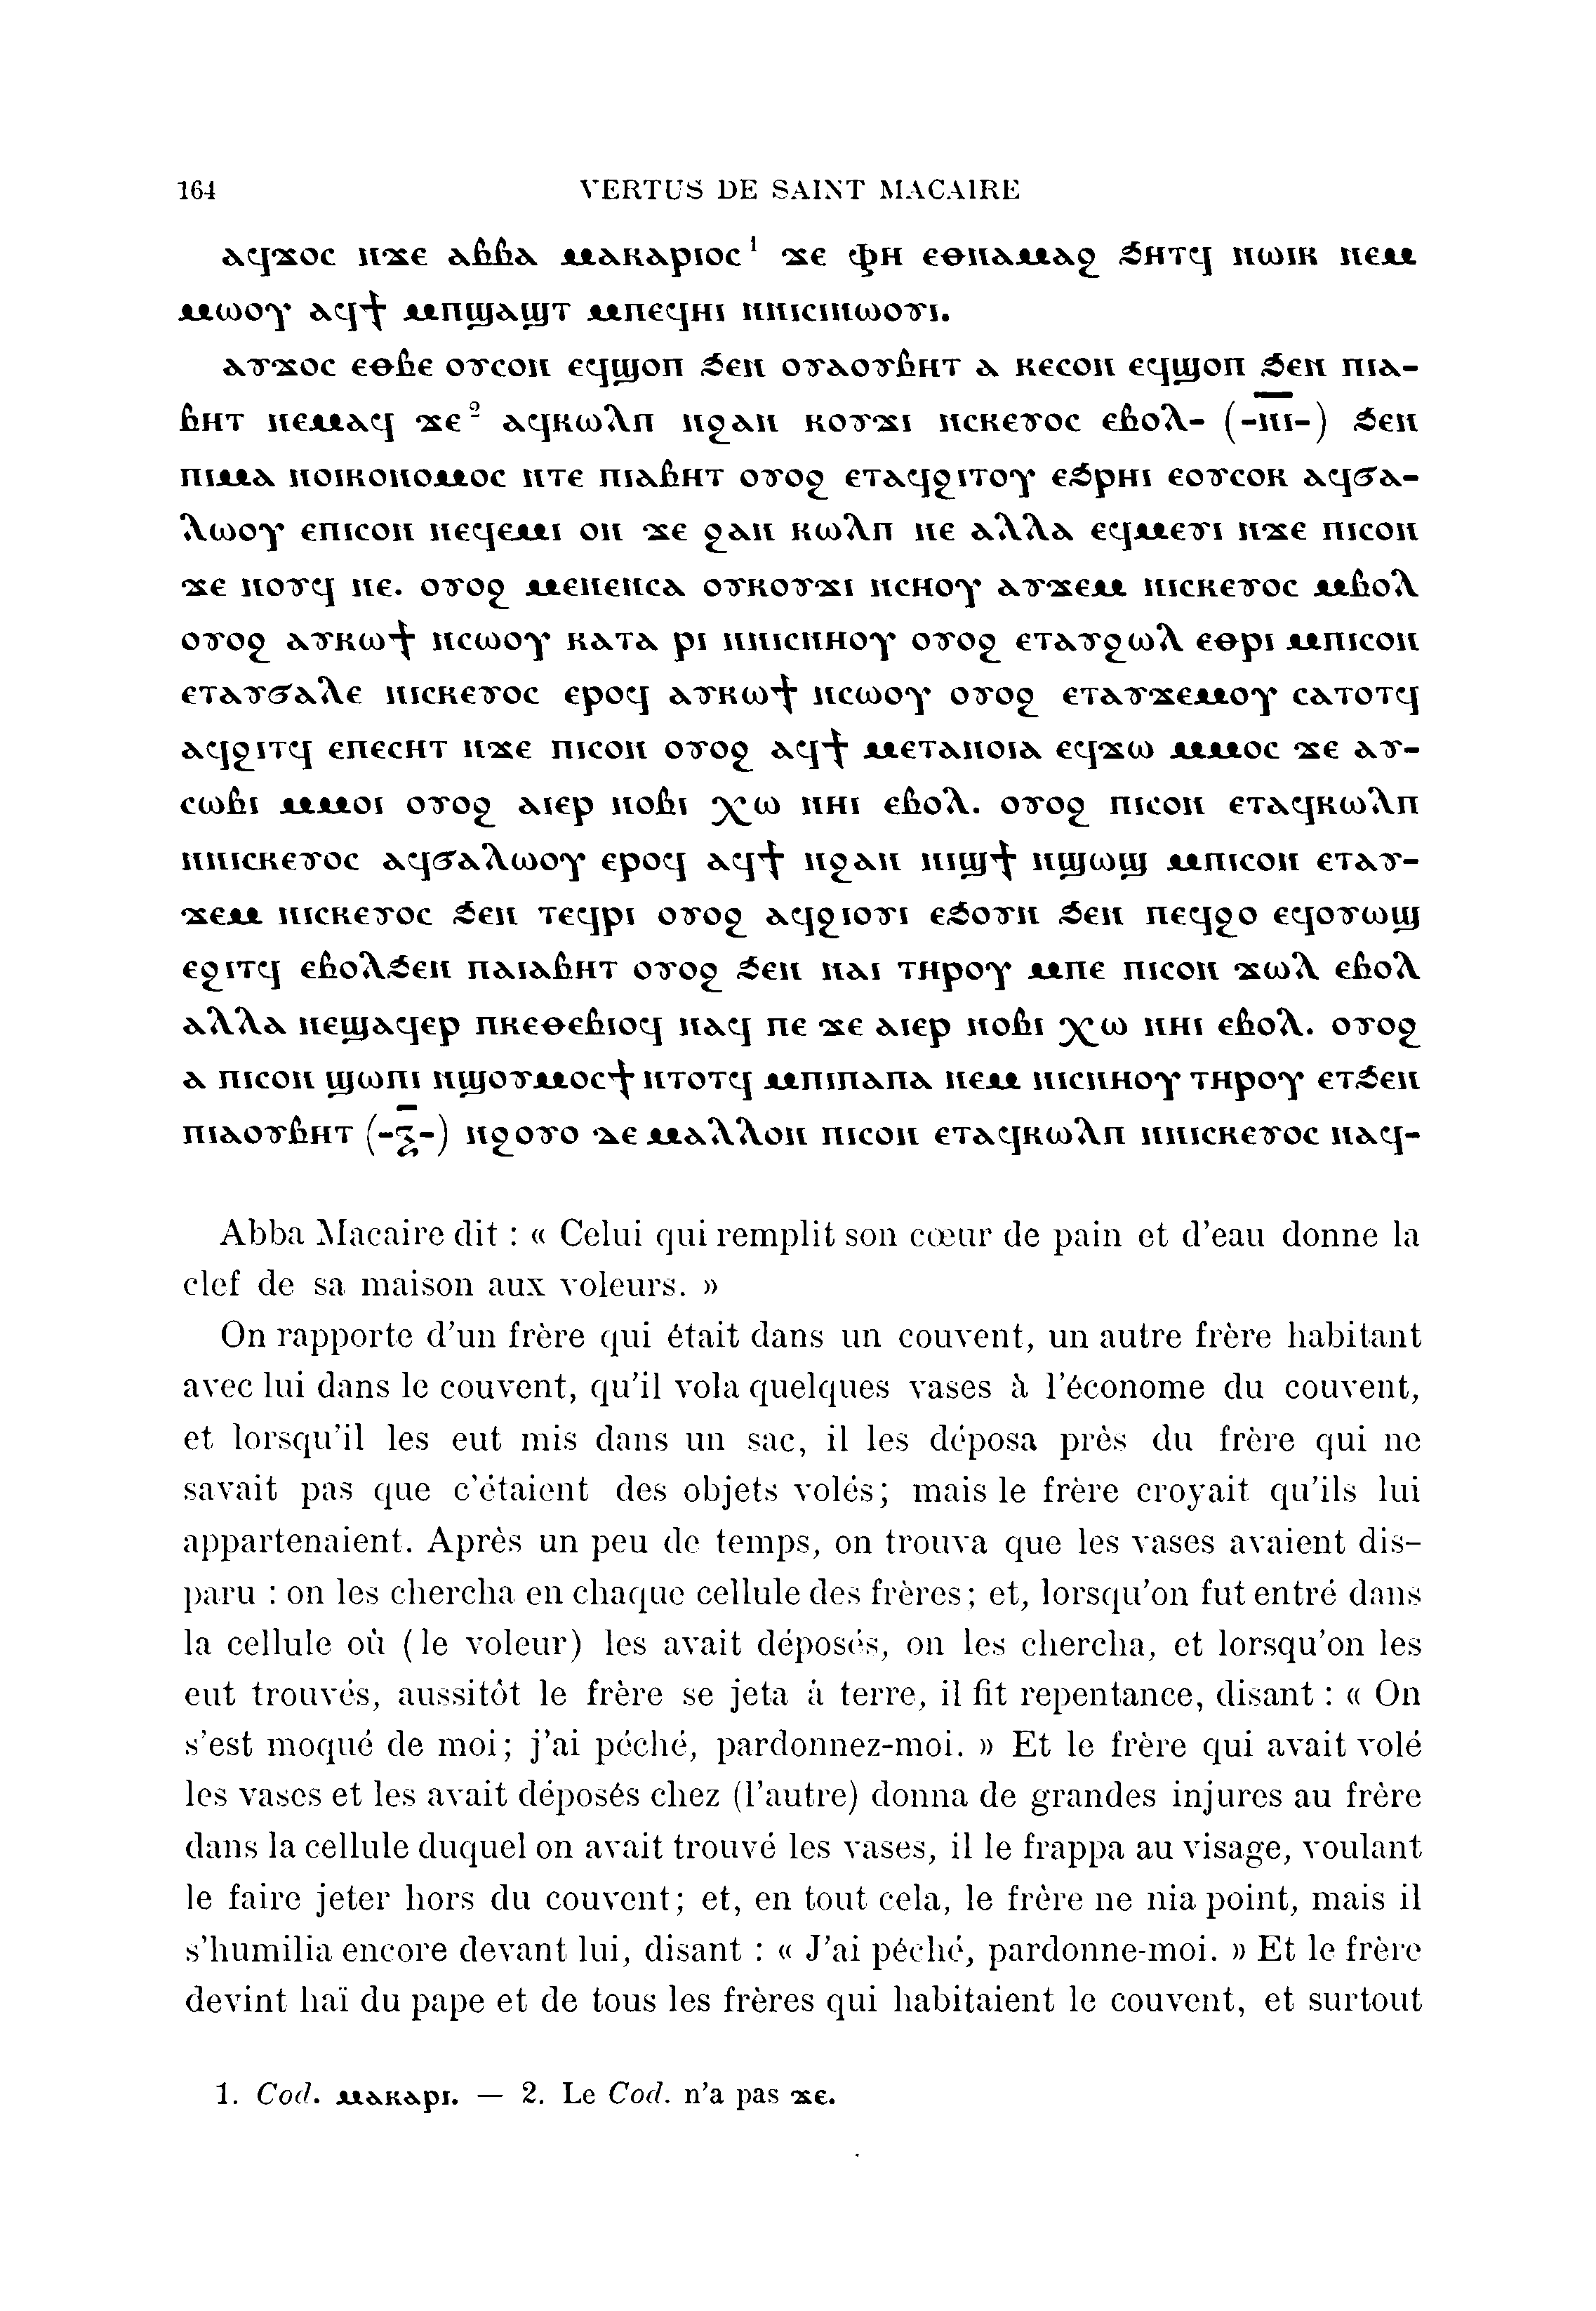 164 VERTUS DE SAINT MACAIRE
ⲁϥϫⲟⲥ ⲛϫⲉ ⲁⲃⲃⲁ ⲙⲁⲕⲁⲣⲓⲟⲥ¹ ϫⲉ ⲫⲏ ⲉⲑⲛⲁⲙⲁϩ ϧⲏⲧϥ ⲛⲱⲓⲕ ⲛⲉⲙ
ⲙⲱⲟⲩ ⲁϥϯ ⲙⲡϣⲁϣⲧ ⲙⲡⲉϥⲏⲓ ⲛⲛⲓⲥⲓⲛⲱⲟⲩⲓ.
ⲁⲩϫⲟⲥ ⲉⲑⲃⲉ ⲟⲩⲥⲟⲛ ⲉϥϣⲟⲡ ϧⲉⲛ ⲟⲩⲁⲟⲩⲃⲏⲧ ⲁ ⲕⲉⲥⲟⲛ ⲉϥϣⲟⲡ ϧⲉⲛ ⲡⲓⲁ-
ⲃⲏⲧ ⲛⲉⲙⲁϥ ϫⲉ² ⲁϥⲕⲱⲗⲡ ⲛϩⲁⲛ ⲕⲟⲩϫⲓ ⲛⲥⲕⲉⲩⲟⲥ ⲉⲃⲟⲗ- (-ⲛ̅ⲓ̅-) ϧⲉⲛ
ⲡⲓⲙⲁ ⲛⲟⲓⲕⲟⲛⲟⲙⲟⲥ ⲛⲧⲉ ⲡⲓⲁⲃⲏⲧ ⲟⲩⲟϩ ⲉⲧⲁϥϩⲓⲧⲟⲩ ⲉϧⲣⲏⲓ ⲉⲟⲩⲥⲟⲕ ⲁϥϭⲁ-
ⲗⲱⲟⲩ ⲉⲡⲓⲥⲟⲛ ⲛⲉϥⲉⲙⲓ ⲟⲛ ϫⲉ ϩⲁⲛ ⲕⲱⲗⲡ ⲛⲉ ⲁⲗⲗⲁ ⲉϥⲙⲉⲩⲓ ⲛϫⲉ ⲡⲓⲥⲟⲛ
ϫⲉ ⲛⲟⲩϥ ⲛⲉ. ⲟⲩⲟϩ ⲙⲉⲛⲉⲛⲥⲁ ⲟⲩⲕⲟⲩϫⲓ ⲛⲥⲛⲟⲩ ⲁⲩϫⲉⲙ ⲛⲓⲥⲕⲉⲩⲟⲥ ⲙⲃⲟⲗ
ⲟⲩⲟϩ ⲁⲩⲕⲱϯ ⲛⲥⲱⲟⲩ ⲕⲁⲧⲁ ⲣⲓ ⲛⲛⲓⲥⲛⲏⲟⲩ ⲟⲩⲟϩ ⲉⲧⲁⲩϩⲱⲗ ⲉⲑⲣⲓ ⲙⲡⲓⲥⲟⲛ
ⲉⲧⲁⲩϭⲁⲗⲉ ⲛⲓⲥⲕⲉⲩⲟⲥ ⲉⲣⲟϥ ⲁⲩⲕⲱϯ ⲛⲥⲱⲟⲩ ⲟⲩⲟϩ ⲉⲧⲁⲩϫⲉⲙⲟⲩ ⲥⲁⲧⲟⲧϥ
ⲁϥϩⲓⲧϥ ⲉⲡⲉⲥⲏⲧ ⲛϫⲉ ⲡⲓⲥⲟⲛ ⲟⲩⲟϩ ⲁϥϯ ⲙⲉⲧⲁⲛⲟⲓⲁ ⲉϥϫⲱ ⲙⲙⲟⲥ ϫⲉ ⲁⲩ-
ⲥⲱⲃⲓ ⲙⲙⲟⲓ ⲟⲩⲟϩ ⲁⲓⲉⲣ ⲛⲟⲃⲓ ⲭⲱ ⲛⲏⲓ ⲉⲃⲟⲗ. ⲟⲩⲟϩ ⲡⲓⲥⲟⲛ ⲉⲧⲁϥⲕⲱⲗⲡ
ⲛⲛⲓⲥⲕⲉⲩⲟⲥ ⲁϥϭⲁⲗⲱⲟⲩ ⲉⲣⲟϥ ⲁϥϯ ⲛϩⲁⲛ ⲛⲓϣϯ ⲛϣⲱϣ ⲙⲡⲓⲥⲟⲛ ⲉⲧⲁⲩ-
ϫⲉⲙ ⲛⲓⲥⲕⲉⲩⲟⲥ ϧⲉⲛ ⲧⲉϥⲣⲓ ⲟⲩⲟϩ ⲁϥϩⲓⲟⲩⲓ ⲉϧⲟⲩⲛ ϧⲉⲛ ⲡⲉϥϩⲟ ⲉϥⲟⲩⲱϣ
ⲉϩⲓⲧϥ ⲉⲃⲟⲗϧⲉⲛ ⲡⲁⲓⲁⲃⲏⲧ ⲟⲩⲟϩ ϧⲉⲛ ⲛⲁⲓ ⲧⲏⲣⲟⲩ ⲙⲡⲉ ⲡⲓⲥⲟⲛ ϫⲱⲗ ⲉⲃⲟⲗ
ⲁⲗⲗⲁ ⲛⲉϣⲁϥⲉⲣ ⲡⲕⲉⲑⲉⲃⲓⲟϥ ⲛⲁϥ ⲡⲉ ϫⲉ ⲁⲓⲉⲣ ⲛⲟⲃⲓ ⲭⲱ ⲛⲏⲓ ⲉⲃⲟⲗ. ⲟⲩⲟϩ
ⲁ ⲡⲓⲥⲟⲛ ϣⲱⲡⲓ ⲛϣⲟⲩⲙⲟⲥϯ ⲛⲧⲟⲧϥ ⲙⲡⲓⲡⲁⲡⲁ ⲛⲉⲙ ⲛⲓⲥⲛⲏⲟⲩ ⲧⲏⲣⲟⲩ ⲉⲧϧⲉⲛ
ⲡⲓⲁⲟⲩⲃⲏⲧ (-ⲝ̅-) ⲛϩⲟⲩⲟ ⲇⲉ ⲙⲁⲗⲗⲟⲛ ⲡⲓⲥⲟⲛ ⲉⲧⲁϥⲕⲱⲗⲡ ⲛⲛⲓⲥⲕⲉⲩⲟⲥ ⲛⲁϥ-
Abba Macaire dit : « Celui qui remplit son cœur de pain et d'eau donne la
clef de sa maison aux voleurs. »
On rapporte d'un frère qui était dans un couvent, un autre frère habitant
avec lui dans le couvent, qu'il vola quelques vases à l'économe du couvent,
et lorsqu'il les eut mis dans un sac, il les déposa près du frère qui ne
savait pas que c'étaient des objets volés; mais le frère croyait qu'ils lui
appartenaient. Après un peu de temps, on trouva que les vases avaient dis-
paru : on les chercha en chaque cellule des frères; et, lorsqu'on fut entré dans
la cellule où (le voleur) les avait déposés, on les chercha, et lorsqu'on les
eut trouvés, aussitôt le frère se jeta à terre, il fit repentance, disant : « On
s'est moqué de moi; j'ai péché, pardonnez-moi. » Et le frère qui avait volé
les vases et les avait déposés chez (l'autre) donna de grandes injures au frère
dans la cellule duquel on avait trouvé les vases, il le frappa au visage, voulant
le faire jeter hors du couvent; et, en tout cela, le frère ne nia point, mais il
s'humilia encore devant lui, disant : « J'ai péché, pardonne-moi. » Et le frère
devint haï du pape et de tous les frères qui habitaient le couvent, et surtout
1. Cod. ⲙⲁⲕⲁⲣⲓ. — 2. Le Cod. n'a pas ϫⲉ.